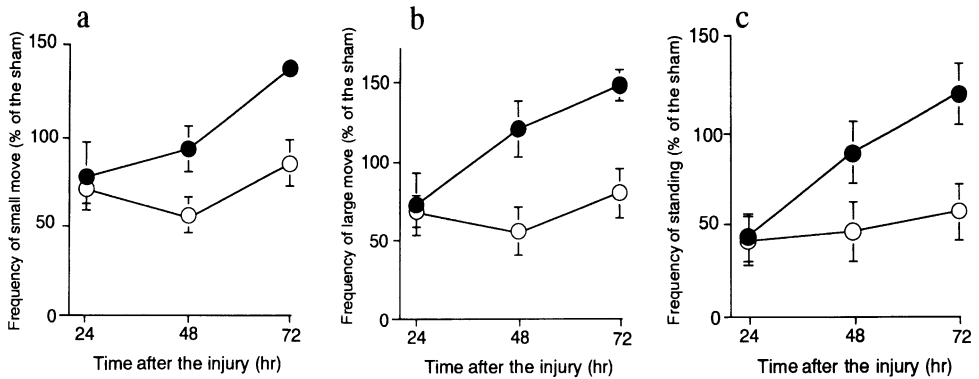 a
Frequency of small move (% of the sham)
150
100
50
0
24 48 72
Time after the injury (hr)
b
Frequency of large move (% of the sham)
150
100
50
0
24 48 72
Time after the injury (hr)
c
Frequency of standing (% of the sham)
150
100
50
0
24 48 72
Time after the injury (hr)